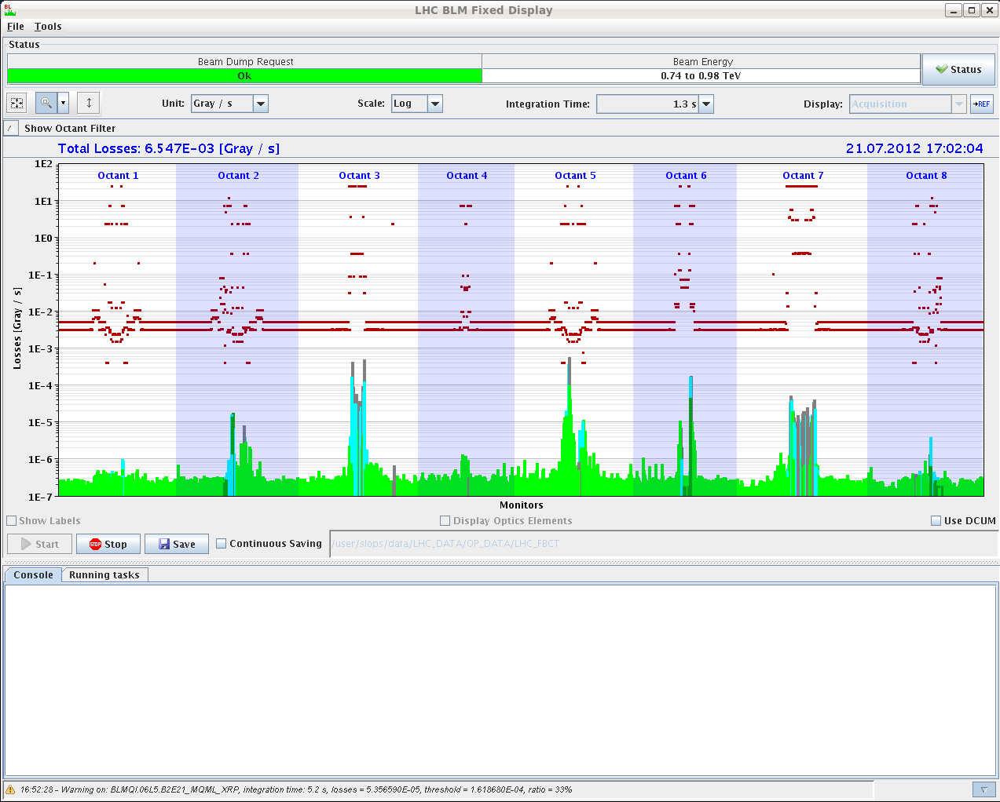 BL
LHC BLM Fixed Display
File Tools
Status
Beam Dump Request Beam Energy
Ok 0.74 to 0.98 TeV
Status
Unit: Gray / s Scale: Log Integration Time: 1.3 s Display: Acquisition REF
Show Octant Filter
Total Losses: 6.547E-03 [Gray / s] 21.07.2012 17:02:04
Octant 1 Octant 2 Octant 3 Octant 4 Octant 5 Octant 6 Octant 7 Octant 8
1E2
1E1
1E0
1E-1
1E-2
1E-3
1E-4
1E-5
1E-6
1E-7
Losses [Gray / s]
Monitors
Show Labels Display Optics Elements Use DCUM
Start STOP Stop Save Continuous Saving /user/slops/data/LHC_DATA/OP_DATA/LHC_FBCT
Console Running tasks
16:52:28 - Warning on: BLMQI.06L5.B2E21_MQML_XRP, integration time: 5.2 s, losses = 5.356590E-05, threshold = 1.618680E-04, ratio = 33%